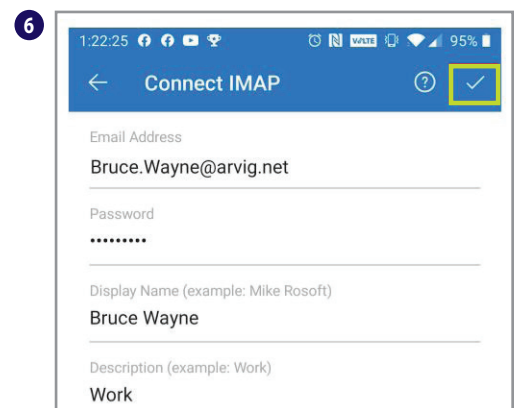 6
1:22:25 N VoLTE 95%
Connect IMAP ?
Email Address
Bruce.Wayne@arvig.net
Password
•••••••••
Display Name (example: Mike Rosoft)
Bruce Wayne
Description (example: Work)
Work